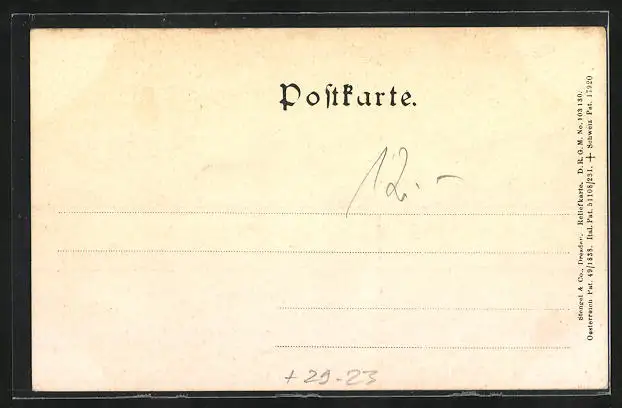 Postkarte.
12.-
+ 29-23
Stengel & Co., Dresden. Reliefkarte. D. R. G. M. No. 103130.
Oesterreich Pat. 49/1838. Ital. Pat. 51108/231. + Schweiz Pat. 17920